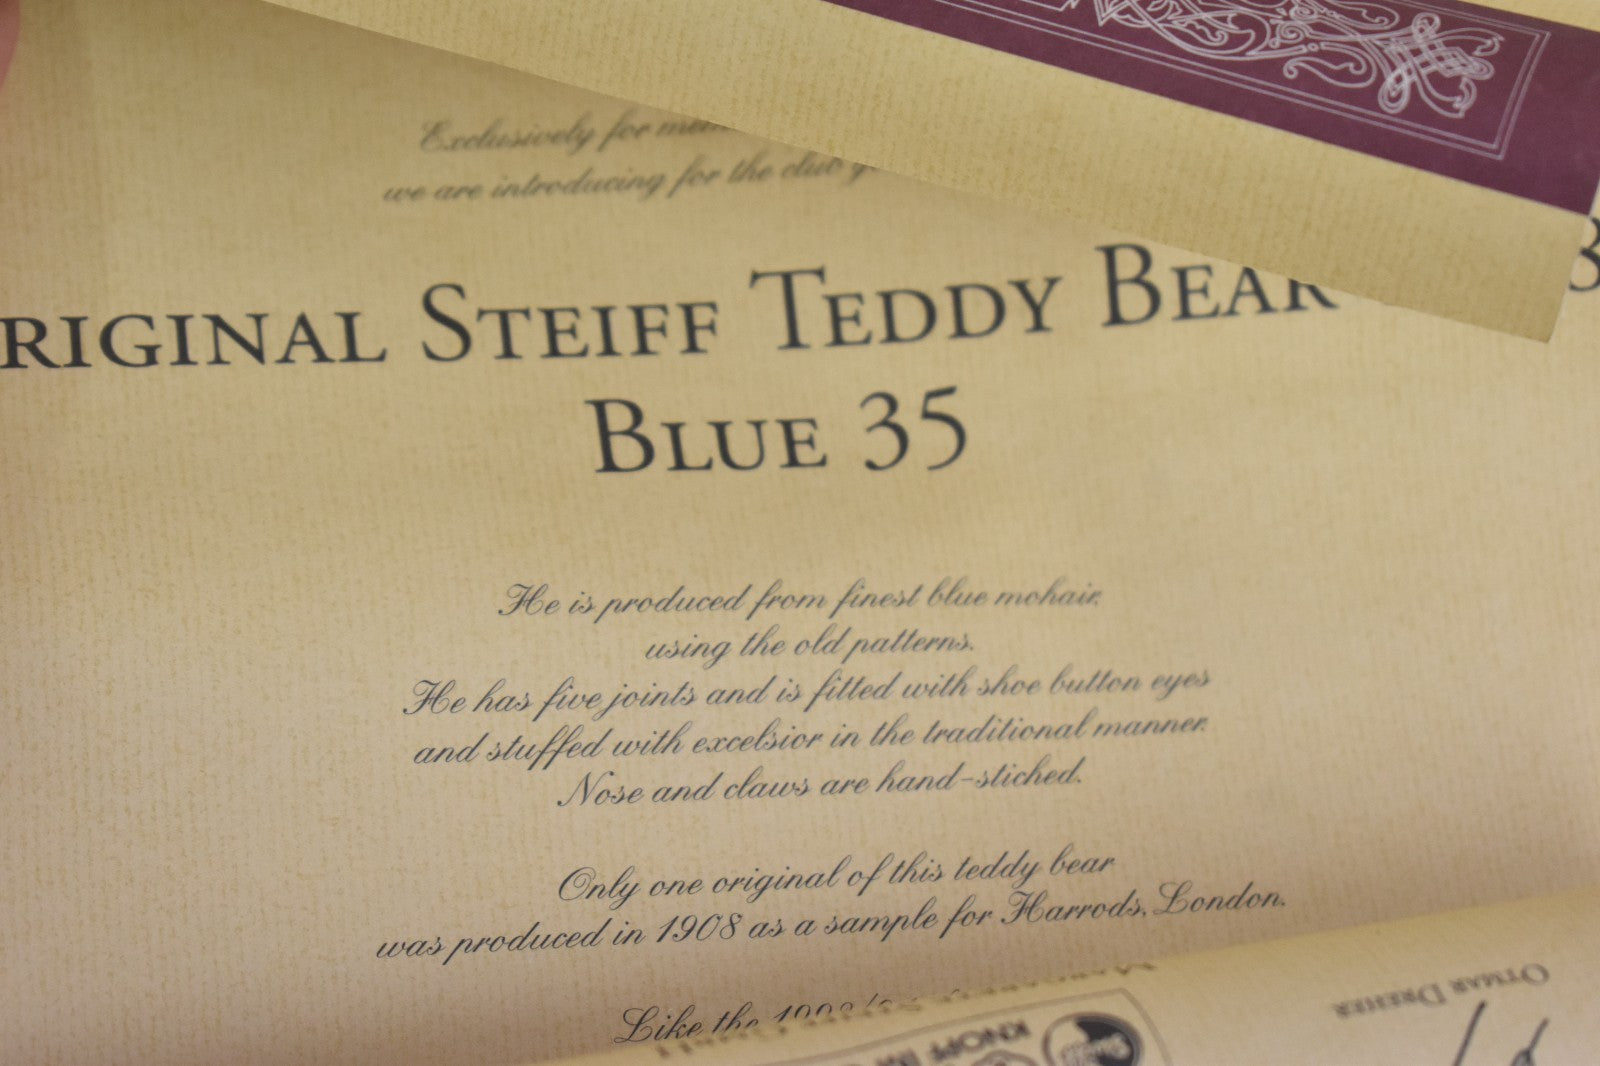 Exclusively for
we are introducing for the club
RIGINAL STEIFF TEDDY BEAR
BLUE 35
He is produced from finest blue mohair,
using the old patterns.
He has five joints and is fitted with shoe button eyes
and stuffed with excelsior in the traditional manner.
Nose and claws are hand-stiched.
Only one original of this teddy bear
was produced in 1908 as a sample for Harrods, London.
Like the
OTMAR DREHER
KNOPF IM